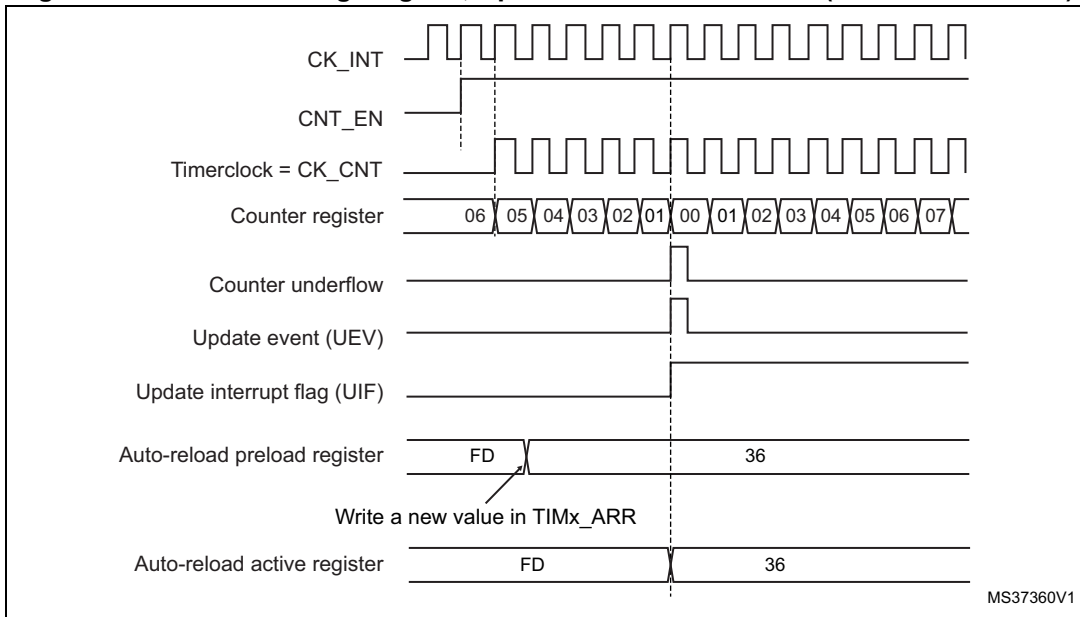 CK_INT
CNT_EN
Timerclock = CK_CNT
Counter register 06 05 04 03 02 01 00 01 02 03 04 05 06 07
Counter underflow
Update event (UEV)
Update interrupt flag (UIF)
Auto-reload preload register FD 36
Write a new value in TIMx_ARR
Auto-reload active register FD 36
MS37360V1